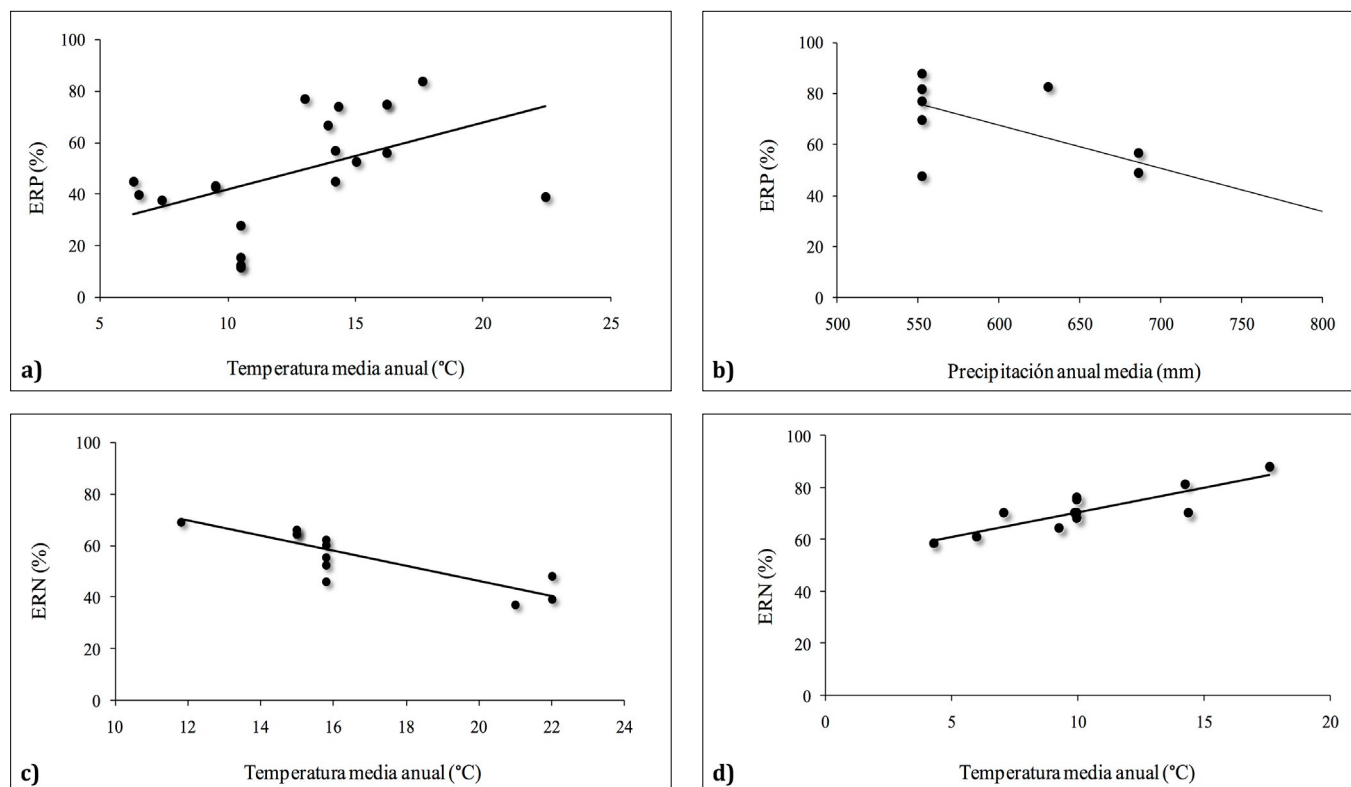 100
80
60
40
20
0
ERP (%)
5 10 15 20 25
Temperatura media anual (°C)
a)
100
80
60
40
20
0
ERP (%)
500 550 600 650 700 750 800
Precipitación anual media (mm)
b)
100
80
60
40
20
0
ERN (%)
10 12 14 16 18 20 22 24
Temperatura media anual (°C)
c)
100
80
60
40
20
0
ERN (%)
0 5 10 15 20
Temperatura media anual (°C)
d)